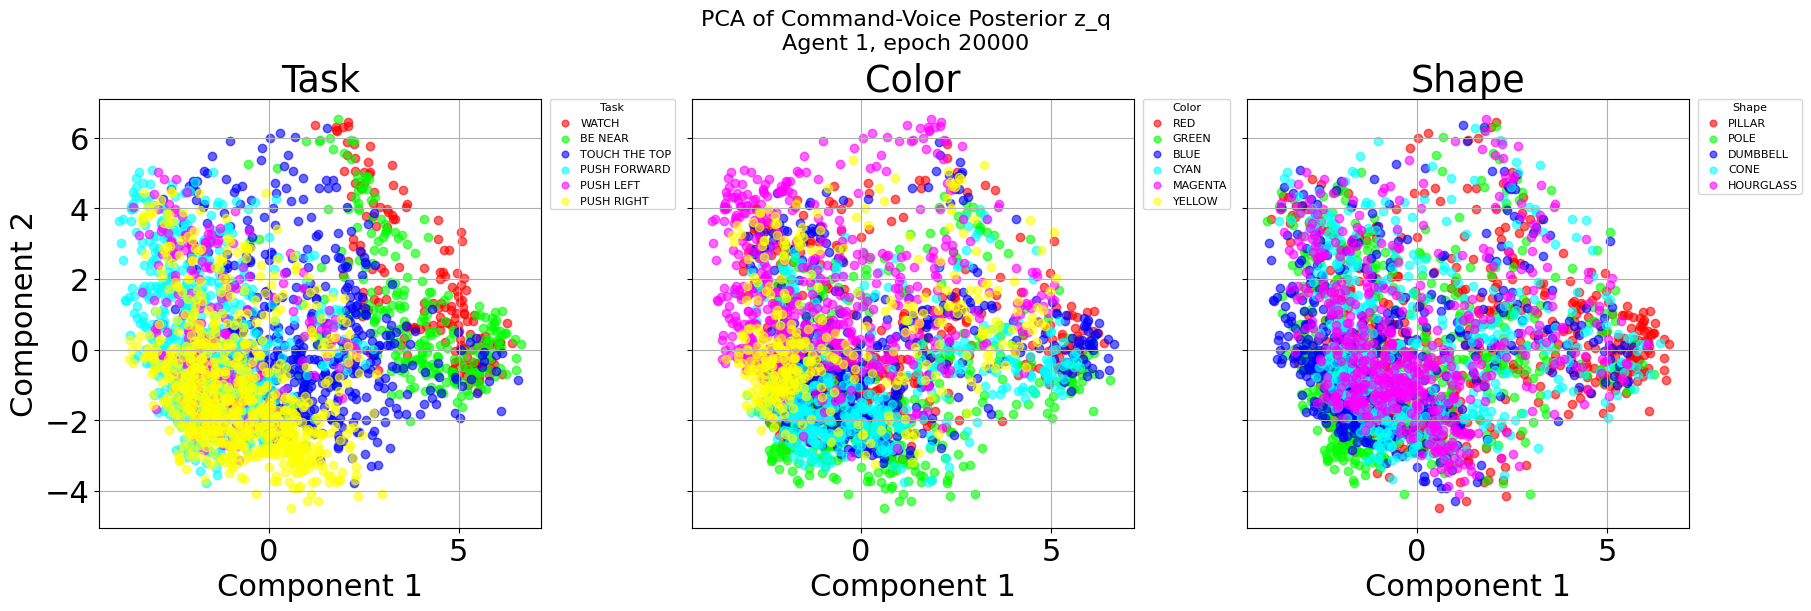 PCA of Command-Voice Posterior z_q
Agent 1, epoch 20000
Task
Color
Shape
Component 2
6
4
2
0
−2
−4
0
5
Component 1
Task
WATCH
BE NEAR
TOUCH THE TOP
PUSH FORWARD
PUSH LEFT
PUSH RIGHT
0
5
Component 1
Color
RED
GREEN
BLUE
CYAN
MAGENTA
YELLOW
0
5
Component 1
Shape
PILLAR
POLE
DUMBBELL
CONE
HOURGLASS